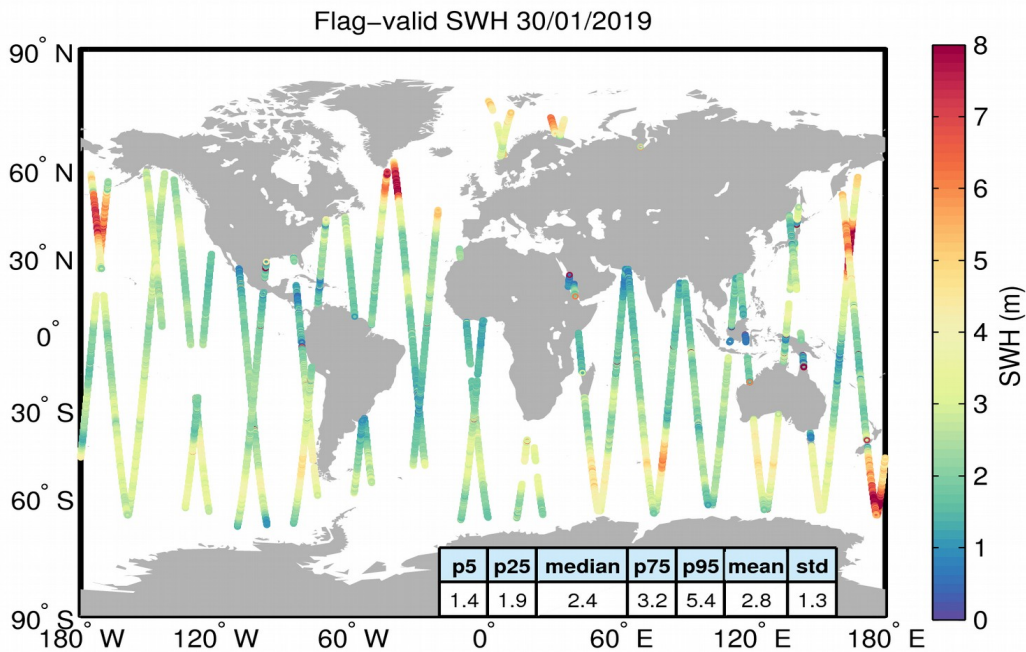 Flag−valid SWH 30/01/2019
90° N
60° N
30° N
0°
30° S
60° S
90° S
180° W
120° W
60° W
0°
60° E
120° E
180° E
p5 p25 median p75 p95 mean std
1.4 1.9 2.4 3.2 5.4 2.8 1.3
8
7
6
5
4
3
2
1
0
SWH (m)